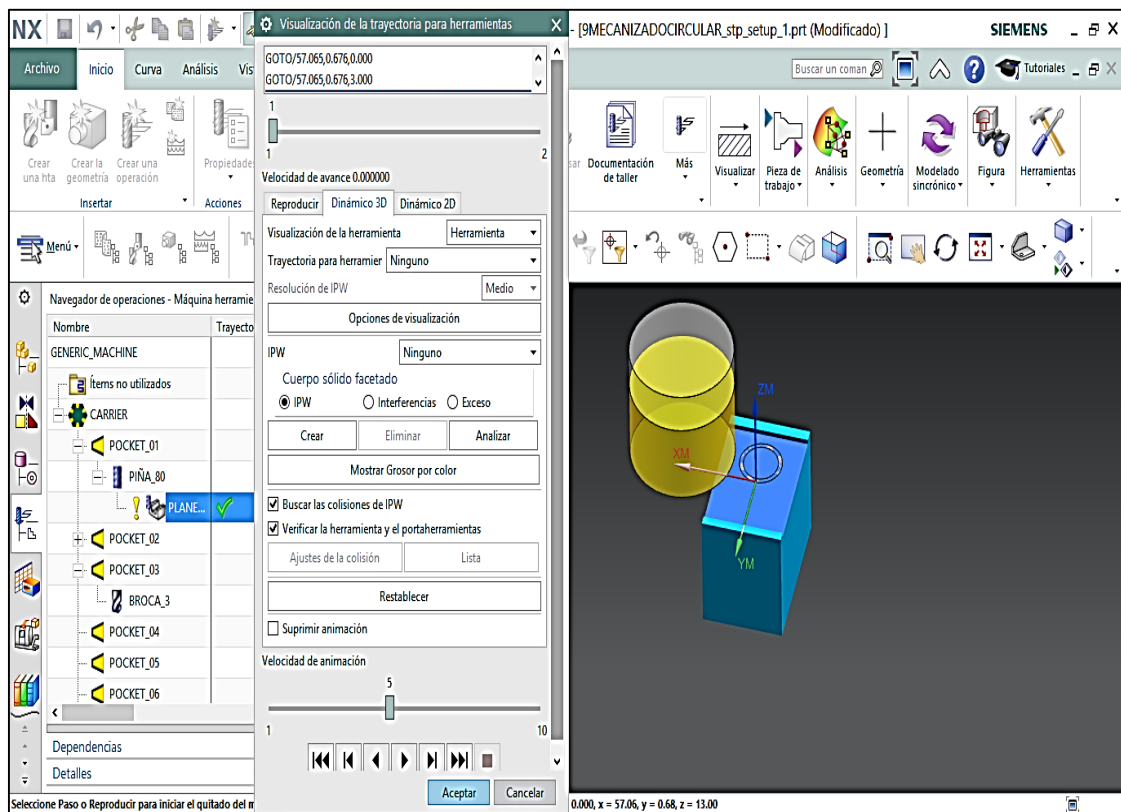 NX
Visualización de la trayectoria para herramientas
- [9MECANIZADOCIRCULAR_stp_setup_1.prt (Modificado) ]
SIEMENS
Archivo
Inicio
Curva
Análisis
Vis
Buscar un coman
Tutoriales
Crear una hta
Crear la geometría
Crear una operación
Propiedades
Insertar
Acciones
Documentación de taller
Más
Visualizar
Pieza de trabajo
Análisis
Geometría
Modelado sincrónico
Figura
Herramientas
Menú
GOTO/57.065,0.676,0.000
GOTO/57.065,0.676,3.000
1
1
2
Velocidad de avance 0.000000
Reproducir
Dinámico 3D
Dinámico 2D
Visualización de la herramienta
Herramienta
Trayectoria para herramier
Ninguno
Resolución de IPW
Medio
Opciones de visualización
IPW
Ninguno
Cuerpo sólido facetado
IPW
Interferencias
Exceso
Crear
Eliminar
Analizar
Mostrar Grosor por color
Buscar las colisiones de IPW
Verificar la herramienta y el portaherramientas
Ajustes de la colisión
Lista
Restablecer
Suprimir animación
Velocidad de animación
5
1
10
Aceptar
Cancelar
Navegador de operaciones - Máquina herramie
Nombre
Trayecto
GENERIC_MACHINE
Ítems no utilizados
CARRIER
POCKET_01
PIÑA_80
PLANE...
POCKET_02
POCKET_03
BROCA_3
POCKET_04
POCKET_05
POCKET_06
Dependencias
Detalles
ZM
XM
YM
Seleccione Paso o Reproducir para iniciar el quitado del m
0.000, x = 57.06, y = 0.68, z = 13.00